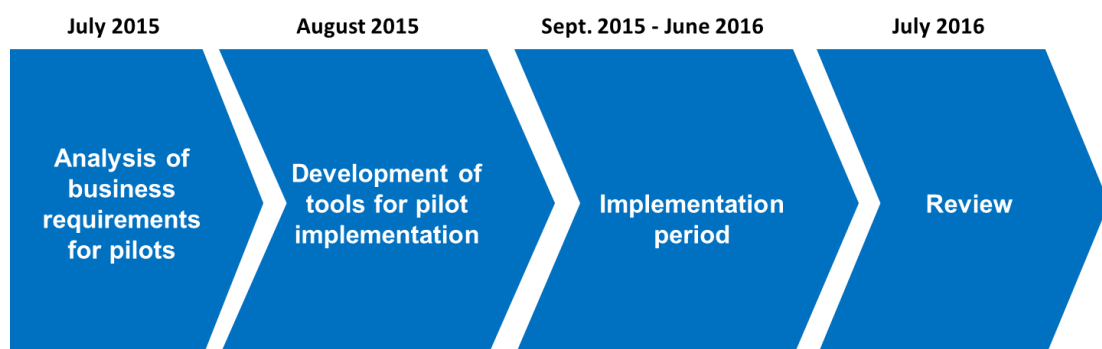 July 2015
August 2015
Sept. 2015 - June 2016
July 2016
Analysis of
business
requirements
for pilots
Development of
tools for pilot
implementation
Implementation
period
Review